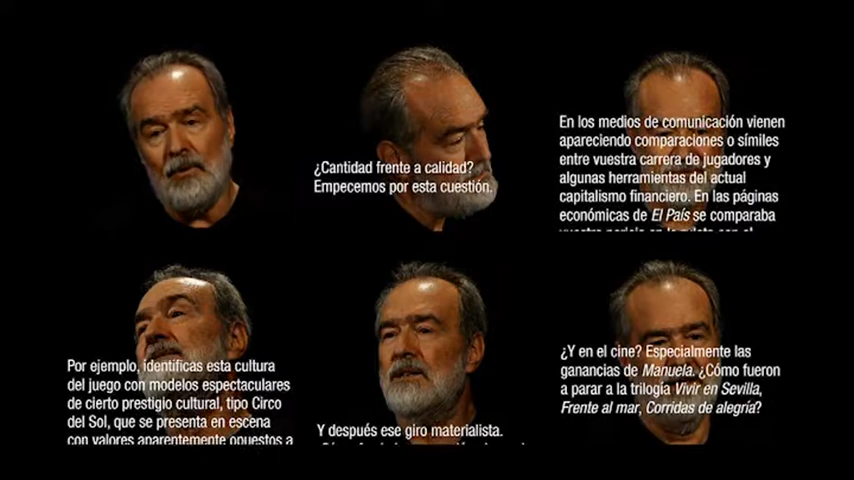 ¿Cantidad frente a calidad?
Empecemos por esta cuestión.
En los medios de comunicación vienen
apareciendo comparaciones o símiles
entre vuestra carrera de jugadores y
algunas herramientas del actual
capitalismo financiero. En las páginas
económicas de El País se comparaba
Por ejemplo, identificas esta cultura
del juego con modelos espectaculares
de cierto prestigio cultural, tipo Circo
del Sol, que se presenta en escena
con valores aparentemente opuestos a
Y después ese giro materialista.
¿Y en el cine? Especialmente las
ganancias de Manuela. ¿Cómo fueron
a parar a la trilogía Vivir en Sevilla,
Frente al mar, Corridas de alegría?